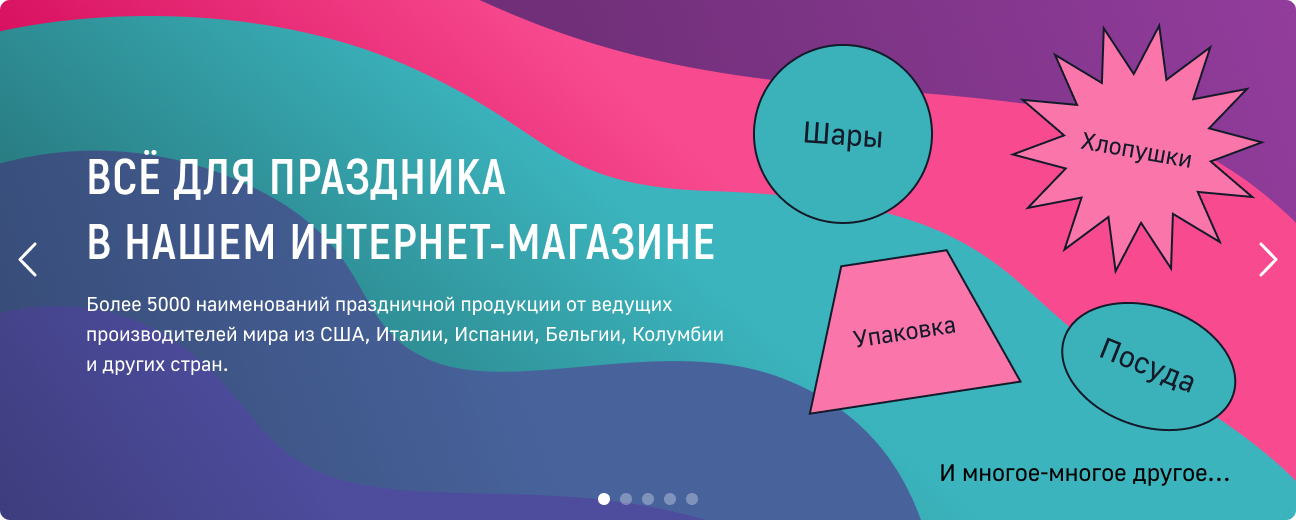 ВСЁ ДЛЯ ПРАЗДНИКА
В НАШЕМ ИНТЕРНЕТ-МАГАЗИНЕ
Более 5000 наименований праздничной продукции от ведущих
производителей мира из США, Италии, Испании, Бельгии, Колумбии
и других стран.
Шары
Хлопушки
Упаковка
Посуда
И многое-многое другое...